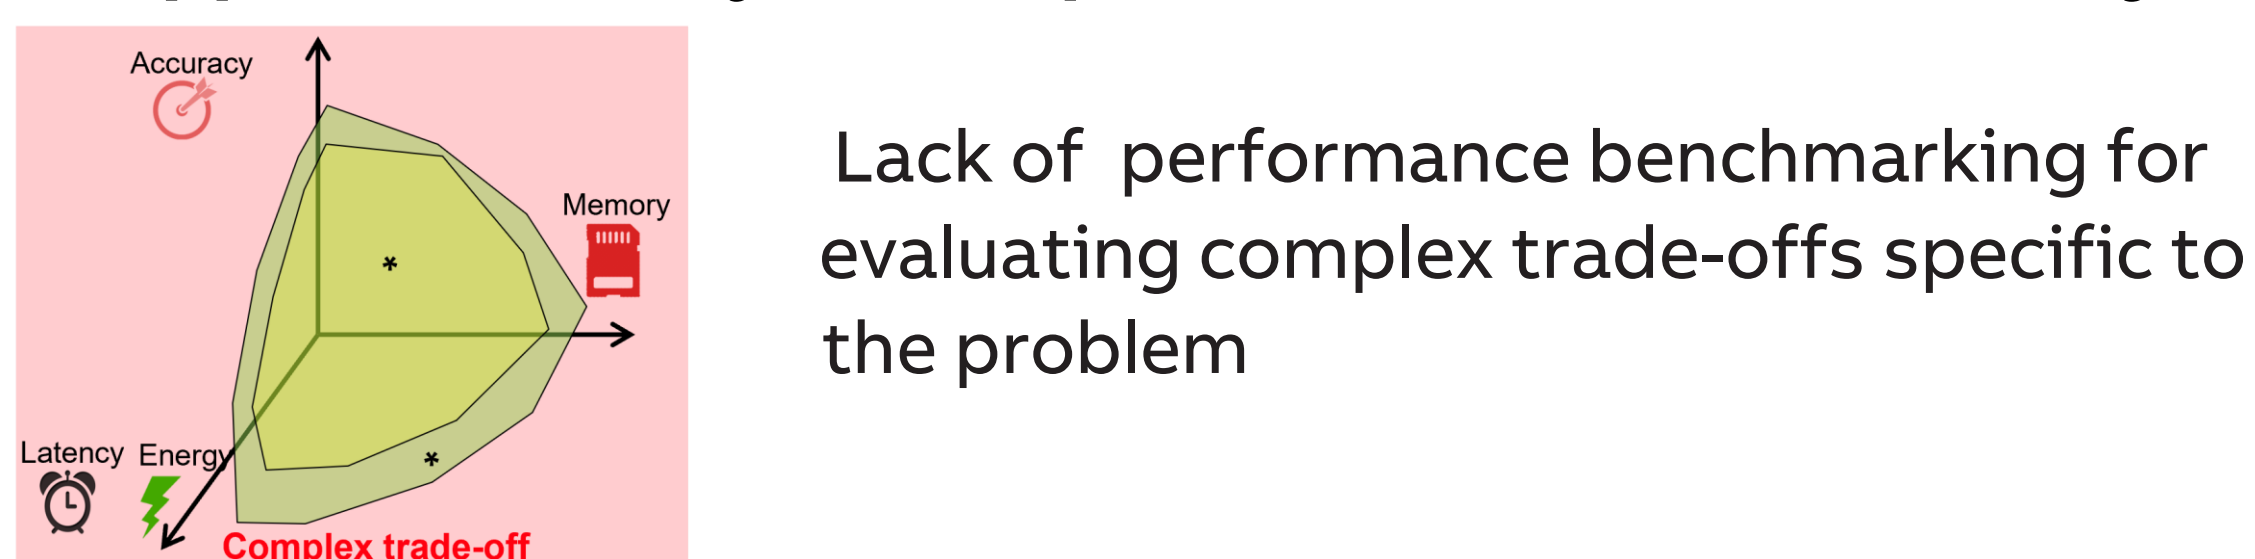 Accuracy
Memory
Latency Energy
*
*
Complex trade-off
Lack of performance benchmarking for
evaluating complex trade-offs specific to
the problem